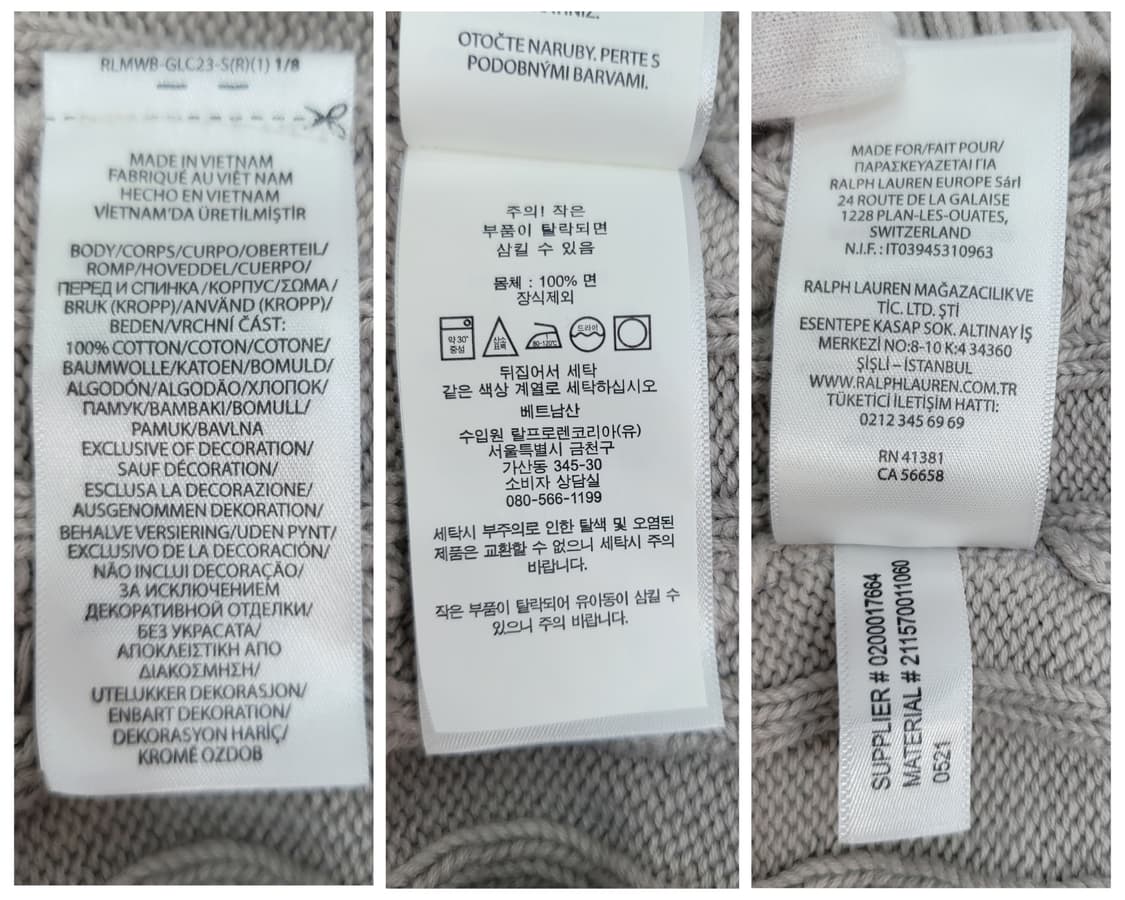 RLMWB-GLC23-S(R)(1) 1/8
MADE IN VIETNAM
FABRIQUÉ AU VIÊT NAM
HECHO EN VIETNAM
VİETNAM'DA ÜRETİLMİŞTİR
BODY/CORPS/CURPO/OBERTEIL/
ROMP/HOVEDDEL/CUERPO/
ПЕРЕД И СПИНКА /КОРПУС/ΣΩΜΑ/
BRUK (KROPP)/ANVÄND (KROPP)/
BEDEN/VRCHNÍ ČÁST:
100% COTTON/COTON/COTONE/
BAUMWOLLE/KATOEN/BOMULD/
ALGODÓN/ALGODÃO/ХЛОПОК/
ПАМУК/ΒΑΜΒΑΚΙ/BOMULL/
PAMUK/BAVLNA
EXCLUSIVE OF DECORATION/
SAUF DÉCORATION/
ESCLUSA LA DECORAZIONE/
AUSGENOMMEN DEKORATION/
BEHALVE VERSIERING/UDEN PYNT/
EXCLUSIVO DE LA DECORACIÓN/
NÃO INCLUI DECORAÇÃO/
ЗА ИСКЛЮЧЕНИЕМ
ДЕКОРАТИВНОЙ ОТДЕЛКИ/
БЕЗ УКРАСАТА/
ΑΠΟΚΛΕΙΣΤΙΚΗ ΑΠΟ
ΔΙΑΚΟΣΜΗΣΗ/
UTELUKKER DEKORASJON/
ENBART DEKORATION/
DEKORASYON HARİÇ/
KROMĚ OZDOB
OTOČTE NARUBY. PERTE S
PODOBNÝMI BARVAMI.
주의! 작은
부품이 탈락되면
삼킬 수 있음
몸체 : 100% 면
장식제외
약 30°
중성
산소
표백
80-120℃
드라이
뒤집어서 세탁
같은 색상 계열로 세탁하십시오
베트남산
수입원 랄프로렌코리아(유)
서울특별시 금천구
가산동 345-30
소비자 상담실
080-566-1199
세탁시 부주의로 인한 탈색 및 오염된
제품은 교환할 수 없으니 세탁시 주의
바랍니다.
작은 부품이 탈락되어 유아동이 삼킬 수
있으니 주의 바랍니다.
MADE FOR/FAIT POUR/
ΠΑΡΑΣΚΕΥΑΖΕΤΑΙ ΓΙΑ
RALPH LAUREN EUROPE Sárl
24 ROUTE DE LA GALAISE
1228 PLAN-LES-OUATES,
SWITZERLAND
N.I.F.: IT03945310963
RALPH LAUREN MAĞAZACILIK VE
TİC. LTD. ŞTİ
ESENTEPE KASAP SOK. ALTINAY İŞ
MERKEZİ NO:8-10 K:4 34360
ŞİŞLİ – İSTANBUL
WWW.RALPHLAUREN.COM.TR
TÜKETİCİ İLETİŞİM HATTI:
0212 345 69 69
RN 41381
CA 56658
SUPPLIER # 0200017664
MATERIAL # 211570011060
0521